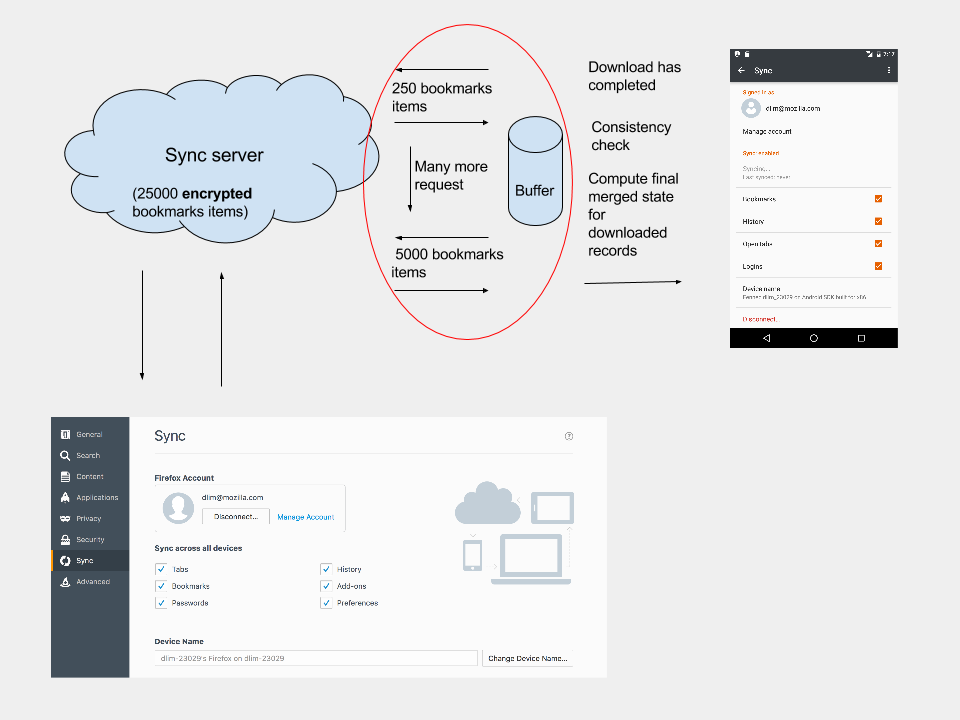 Sync server
(25000 encrypted
bookmarks items)
250 bookmarks
items
Many more
request
5000 bookmarks
items
Buffer
Download has
completed
Consistency
check
Compute final
merged state
for
downloaded
records
7:17
Sync
Signed in as
dlim@mozilla.com
Manage account
Sync enabled
Syncing...
Last synced: never
Bookmarks
History
Open tabs
Logins
Device name
Fennec dlim_23029 on Android SDK built for x86
Disconnect...
General
Search
Content
Applications
Privacy
Security
Sync
Advanced
Sync
Firefox Account
dlim@mozilla.com
Disconnect... Manage Account
Sync across all devices
Tabs History
Bookmarks Add-ons
Passwords Preferences
Device Name
dlim-23029's Firefox on dlim-23029 Change Device Name...